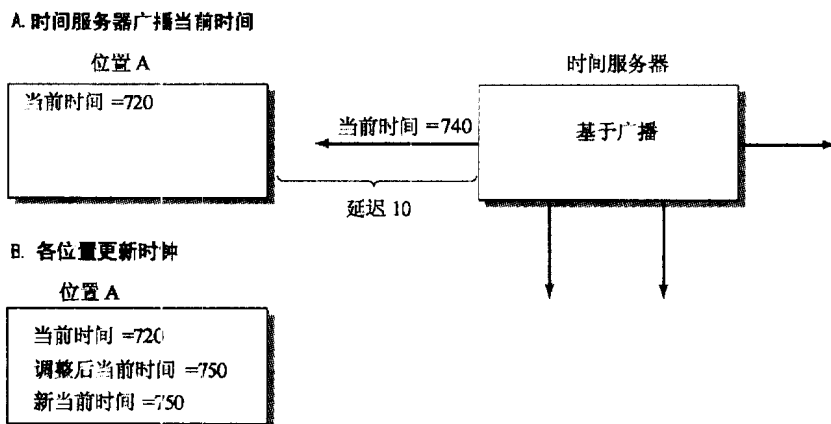 A. 时间服务器广播当前时间
位置 A
时间服务器
当前时间 =720
当前时间 =740
基于广播
延迟 10
B. 各位置更新时钟
位置 A
当前时间 =720
调整后当前时间 =750
新当前时间 =750